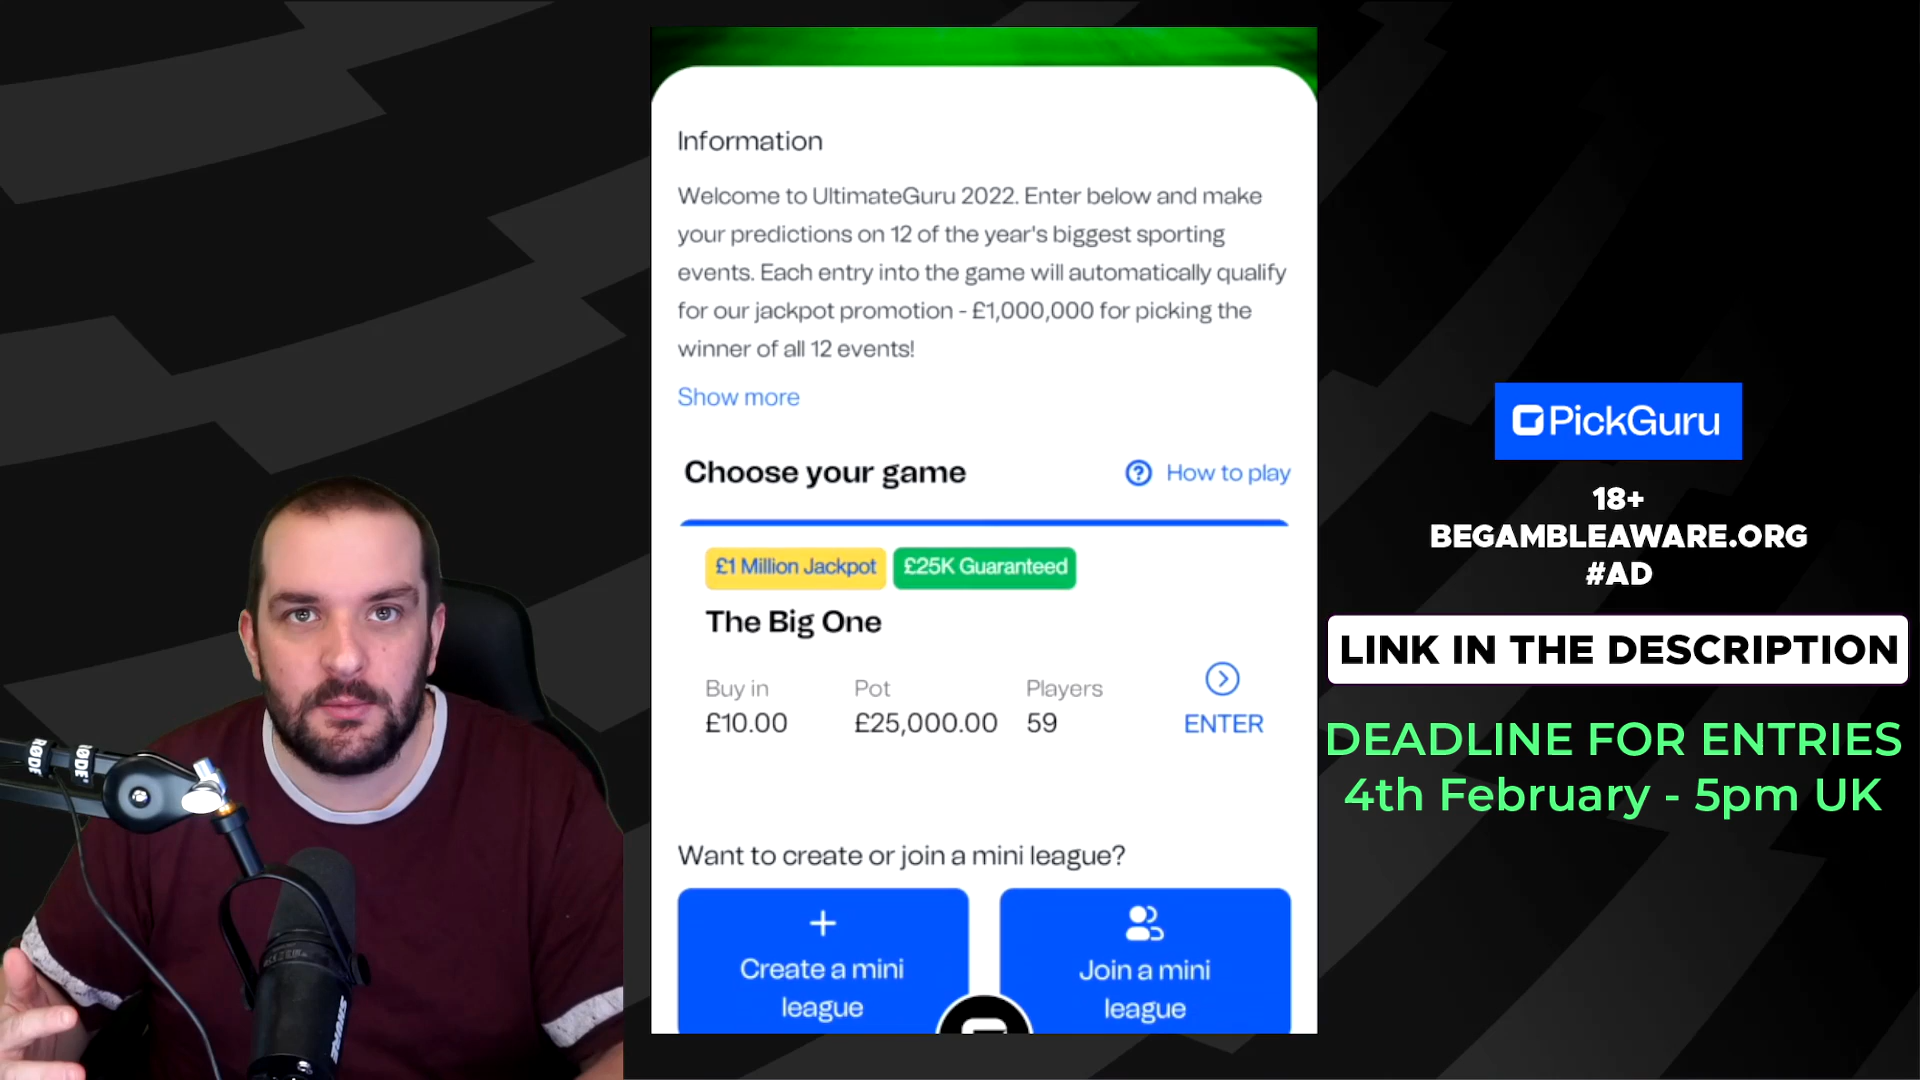 Information
Welcome to UltimateGuru 2022. Enter below and make
your predictions on 12 of the year's biggest sporting
events. Each entry into the game will automatically qualify
for our jackpot promotion - £1,000,000 for picking the
winner of all 12 events!
Show more
Choose your game
How to play
£1 Million Jackpot
£25K Guaranteed
The Big One
Buy in
Pot
Players
£10.00
£25,000.00
59
ENTER
Want to create or join a mini league?
Create a mini
league
Join a mini
league
PickGuru
18+
BEGAMBLEAWARE.ORG
#AD
LINK IN THE DESCRIPTION
DEADLINE FOR ENTRIES
4th February - 5pm UK
RØDE
RØDE
SHURE